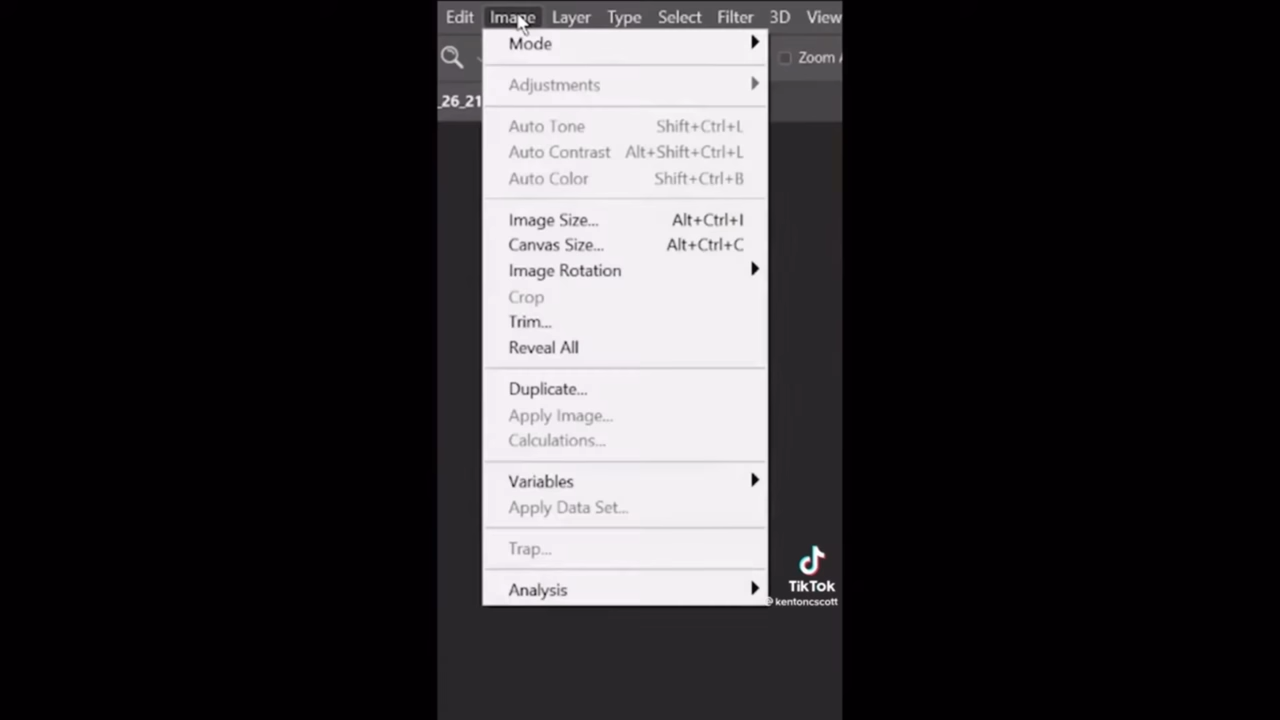 Edit Image Layer Type Select Filter 3D View
Mode
Zoom
Adjustments
_26_21
Auto Tone Shift+Ctrl+L
Auto Contrast Alt+Shift+Ctrl+L
Auto Color Shift+Ctrl+B
Image Size... Alt+Ctrl+I
Canvas Size... Alt+Ctrl+C
Image Rotation
Crop
Trim...
Reveal All
Duplicate...
Apply Image...
Calculations...
Variables
Apply Data Set...
Trap...
Analysis
TikTok
@kentoncscott